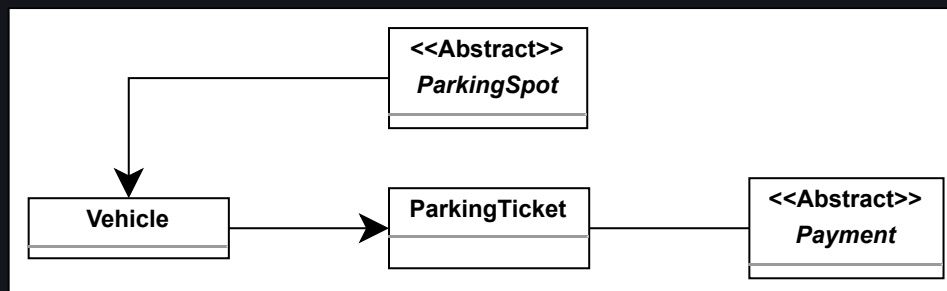 <<Abstract>>
ParkingSpot
Vehicle
ParkingTicket
<<Abstract>>
Payment